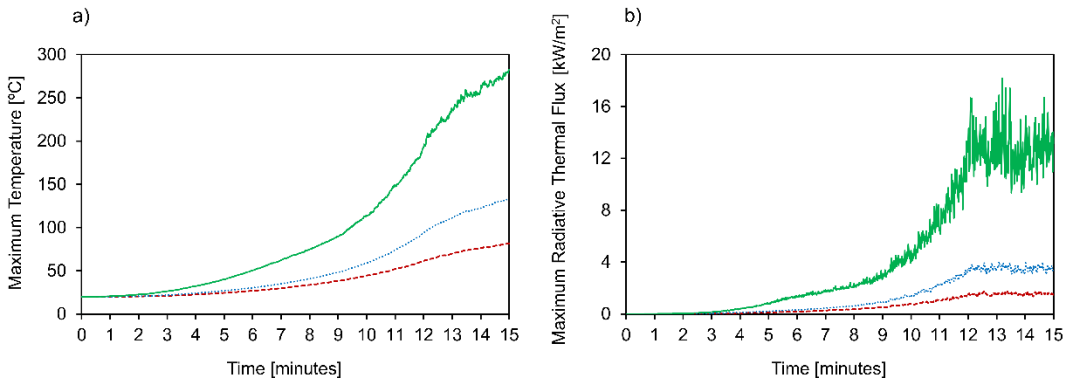 a)
Maximum Temperature [ºC]
300
250
200
150
100
50
0
0 1 2 3 4 5 6 7 8 9 10 11 12 13 14 15
Time [minutes]
b)
Maximum Radiative Thermal Flux [kW/m²]
20
16
12
8
4
0
0 1 2 3 4 5 6 7 8 9 10 11 12 13 14 15
Time [minutes]